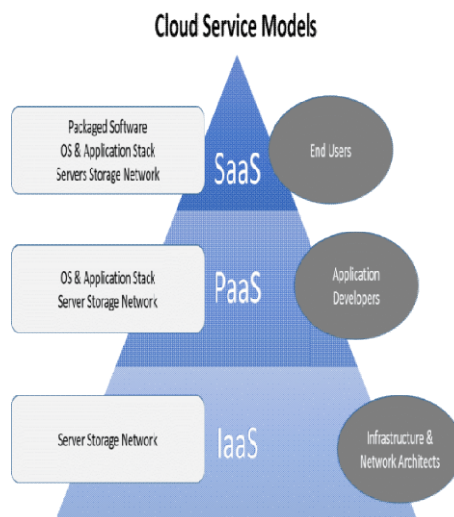 Cloud Service Models
Packaged Software
OS & Application Stack
Servers Storage Network
SaaS
End Users
OS & Application Stack
Server Storage Network
PaaS
Application
Developers
Server Storage Network
IaaS
Infrastructure &
Network Architects